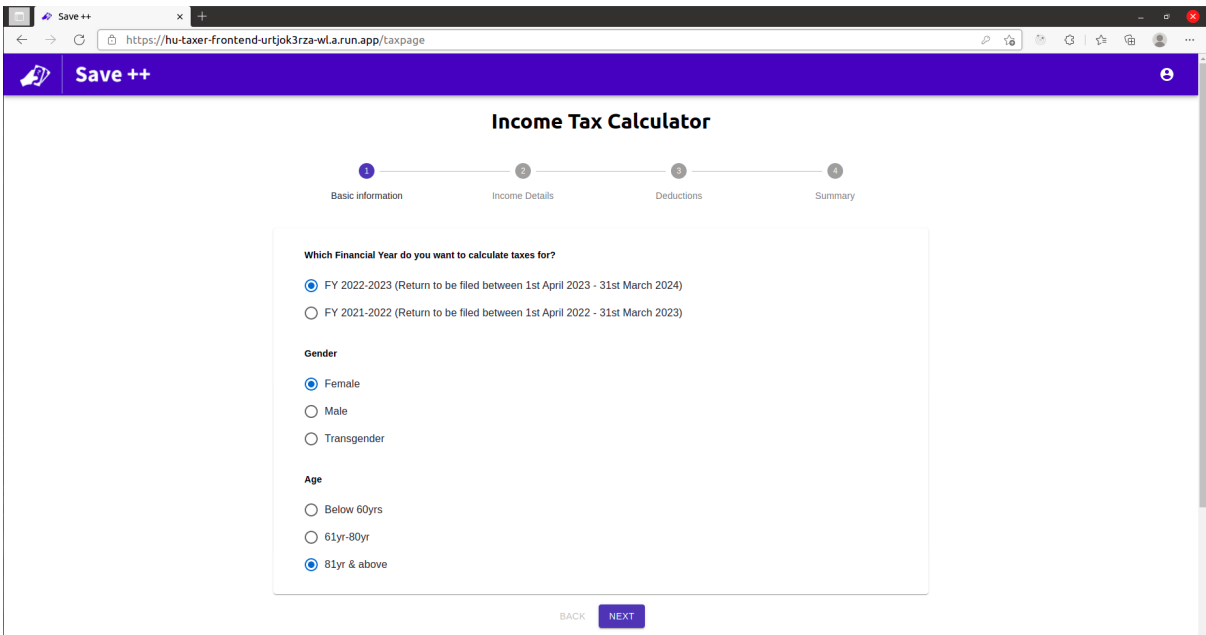 Save ++
https://hu-taxer-frontend-urtjok3rza-wl.a.run.app/taxpage
Save ++
Income Tax Calculator
1 2 3 4
Basic information Income Details Deductions Summary
Which Financial Year do you want to calculate taxes for?
FY 2022-2023 (Return to be filed between 1st April 2023 - 31st March 2024)
FY 2021-2022 (Return to be filed between 1st April 2022 - 31st March 2023)
Gender
Female
Male
Transgender
Age
Below 60yrs
61yr-80yr
81yr & above
BACK NEXT